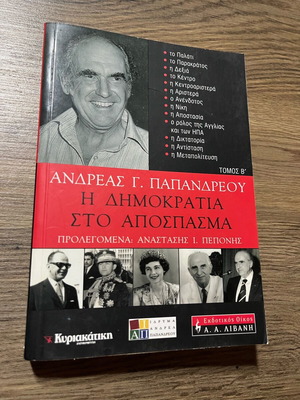 • το Παλάτι
• το Παρακράτος
• η Δεξιά
• το Κέντρο
• η Κεντροαριστερά
• η Αριστερά
• ο Ανένδοτος
• η Νίκη
• η Αποστασία
• ο ρόλος της Αγγλίας
και των ΗΠΑ
• η Δικτατορία
• η Αντίσταση
• η Μεταπολίτευση
ΤΟΜΟΣ Β'
ΑΝΔΡΕΑΣ Γ. ΠΑΠΑΝΔΡΕΟΥ
Η ΔΗΜΟΚΡΑΤΙΑ
ΣΤΟ ΑΠΟΣΠΑΣΜΑ
ΠΡΟΛΕΓΟΜΕΝΑ: ΑΝΑΣΤΑΣΗΣ Ι. ΠΕΠΟΝΗΣ
Κυριακάτικη
ΙΔΡΥΜΑ
ΑΝΔΡΕΑ
ΠΑΠΑΝΔΡΕΟΥ
Εκδοτικός Οίκος
Α. Α. ΛΙΒΑΝΗ